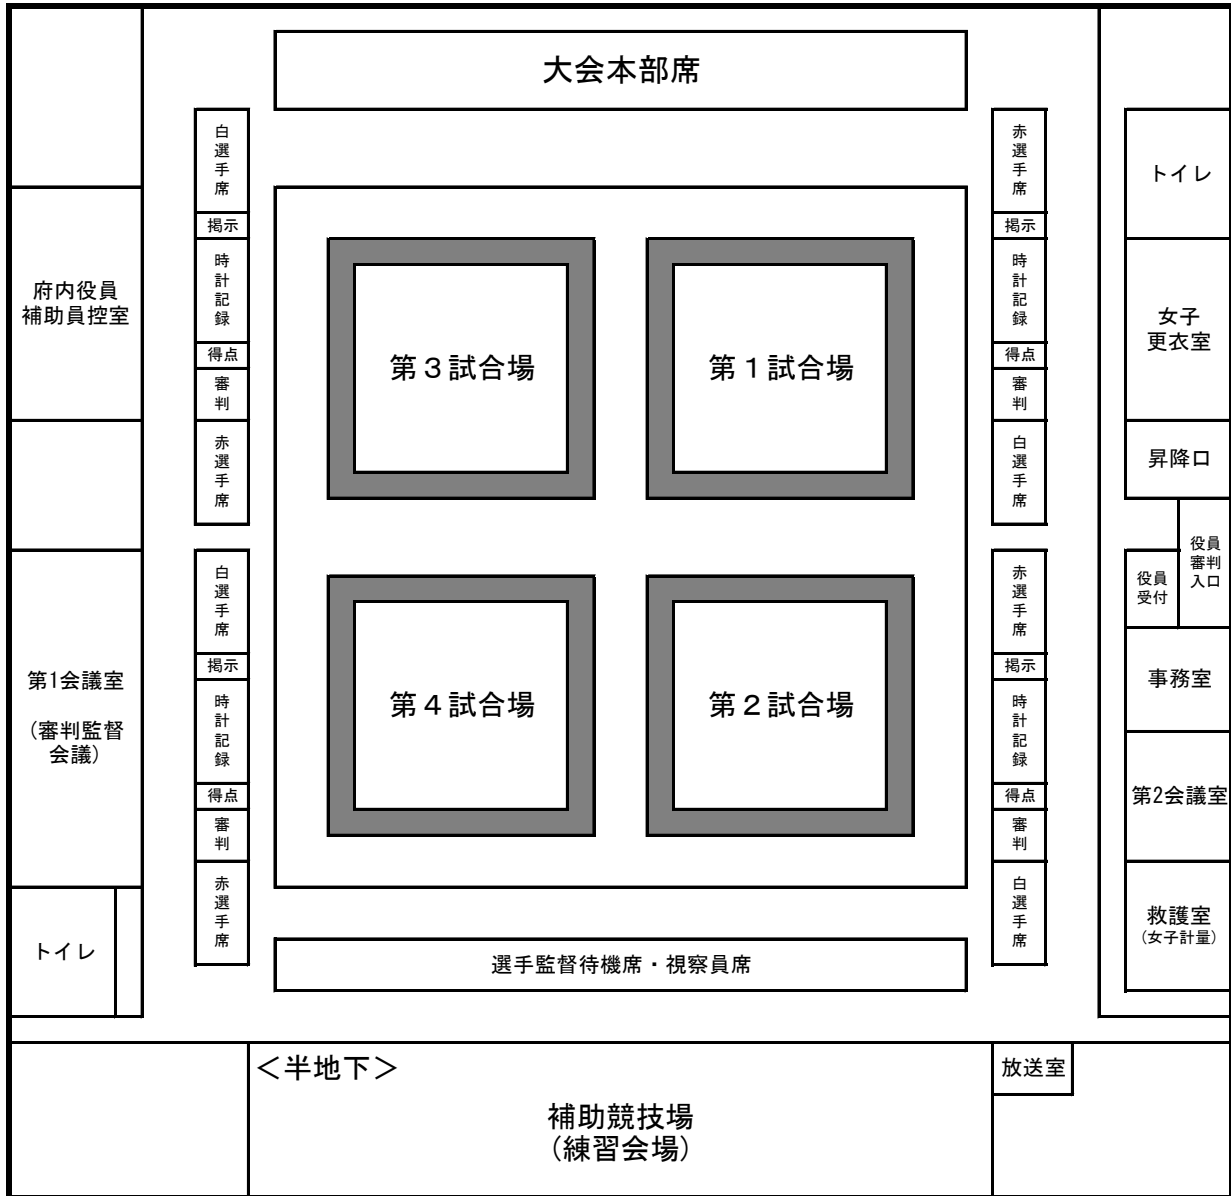 大会本部席
白選手席
掲示
時計記録
得点
審判
赤選手席
白選手席
掲示
時計記録
得点
審判
赤選手席
赤選手席
掲示
時計記録
得点
審判
白選手席
赤選手席
掲示
時計記録
得点
審判
白選手席
府内役員
補助員控室
第1会議室
(審判監督
会議)
トイレ
第３試合場
第１試合場
第４試合場
第２試合場
選手監督待機席・視察員席
トイレ
女子
更衣室
昇降口
役員
審判
入口
役員
受付
事務室
第2会議室
救護室
(女子計量)
＜半地下＞
補助競技場
(練習会場)
放送室